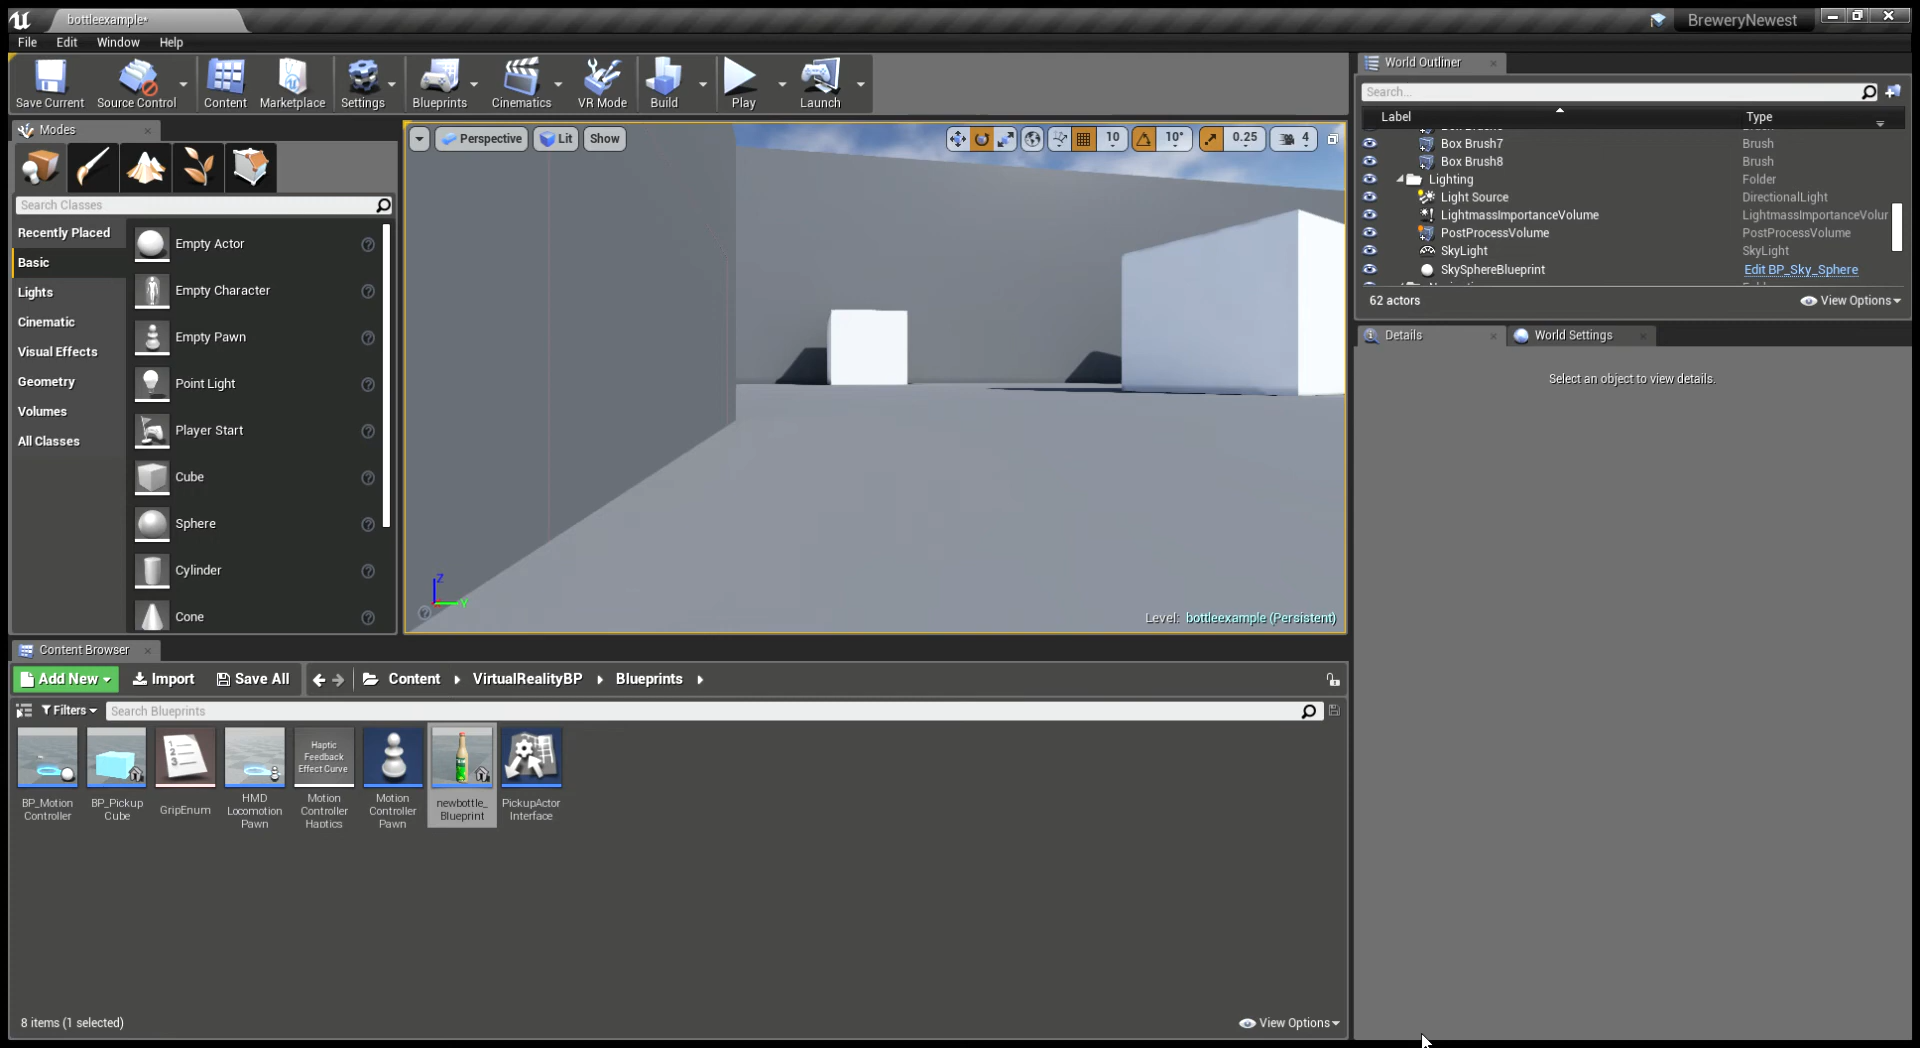 bottleexample*
BreweryNewest
File Edit Window Help
Save Current Source Control Content Marketplace Settings Blueprints Cinematics VR Mode Build Play Launch
Modes
Search Classes
Recently Placed
Basic
Lights
Cinematic
Visual Effects
Geometry
Volumes
All Classes
Empty Actor
Empty Character
Empty Pawn
Point Light
Player Start
Cube
Sphere
Cylinder
Cone
Perspective Lit Show
10 10° 0.25 4
Z
Y
Level: bottleexample (Persistent)
World Outliner
Search...
Label Type
Box Brush7 Brush
Box Brush8 Brush
Lighting Folder
Light Source DirectionalLight
LightmassImportanceVolume LightmassImportanceVolur
PostProcessVolume PostProcessVolume
SkyLight SkyLight
SkySphereBlueprint Edit BP_Sky_Sphere
62 actors View Options
Details World Settings
Select an object to view details.
Content Browser
Add New Import Save All Content VirtualRealityBP Blueprints
Filters Search Blueprints
BP_Motion
Controller
BP_Pickup
Cube
1
2
3
GripEnum
HMD
Locomotion
Pawn
Haptic
Feedback
Effect Curve
Motion
Controller
Haptics
Motion
Controller
Pawn
newbottle_
Blueprint
PickupActor
Interface
8 items (1 selected) View Options